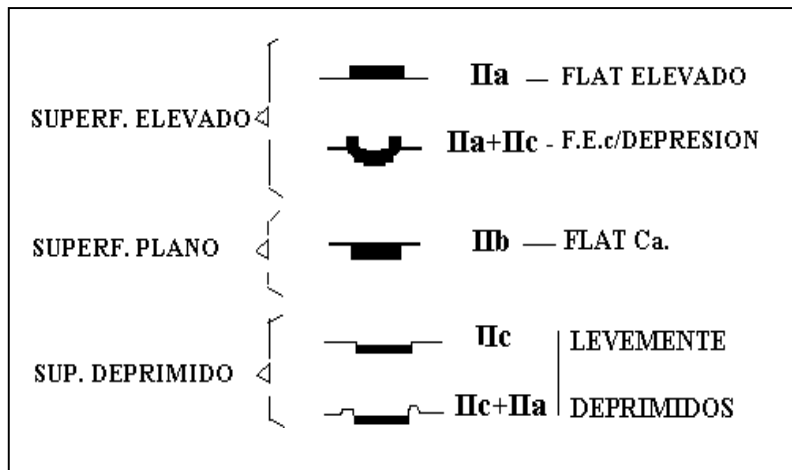 SUPERF. ELEVADO
IIa — FLAT ELEVADO
IIa+IIc - F.E.c/DEPRESION
SUPERF. PLANO
IIb — FLAT Ca.
SUP. DEPRIMIDO
IIc LEVEMENTE
IIc+IIa DEPRIMIDOS